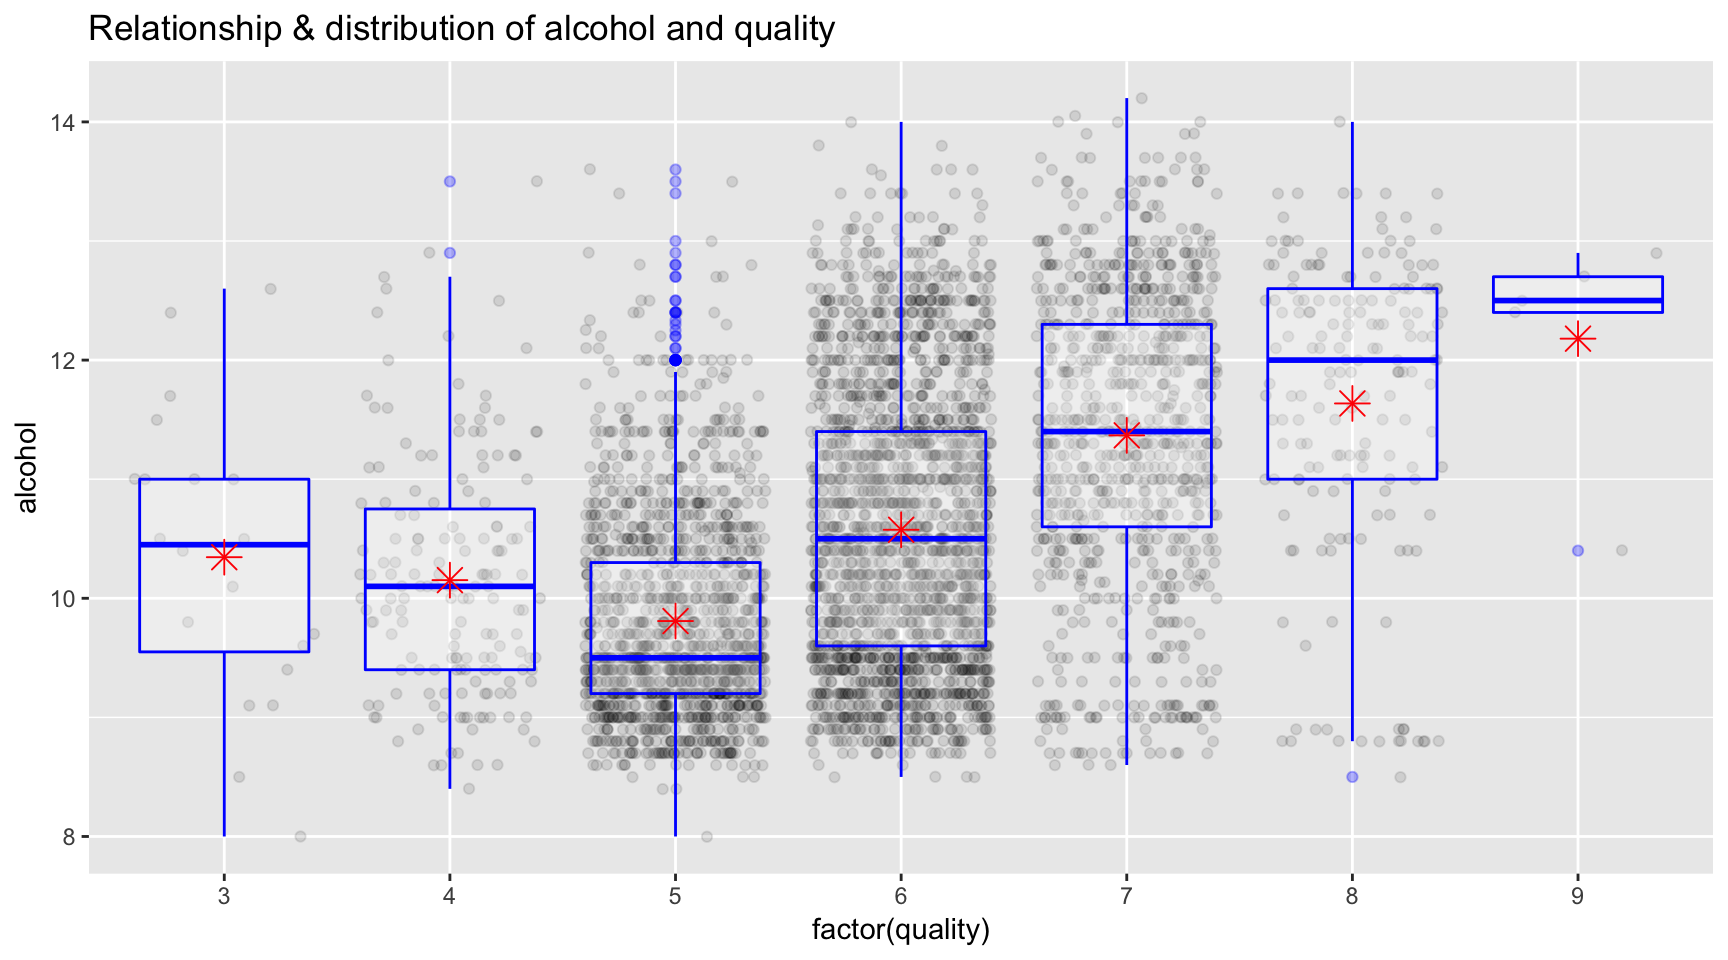 Relationship & distribution of alcohol and quality
alcohol
14
12
10
8
3 4 5 6 7 8 9
factor(quality)